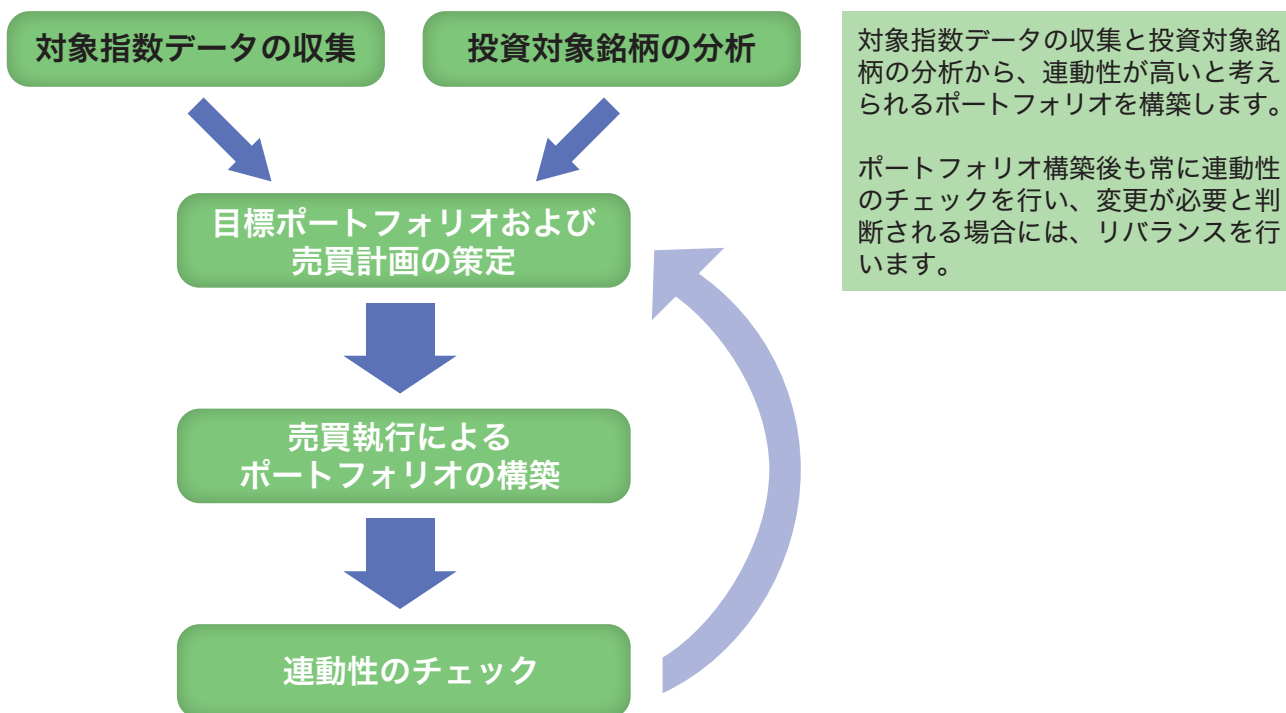 対象指数データの収集
投資対象銘柄の分析
対象指数データの収集と投資対象銘
柄の分析から、連動性が高いと考え
られるポートフォリオを構築します。
ポートフォリオ構築後も常に連動性
のチェックを行い、変更が必要と判
断される場合には、リバランスを行
います。
目標ポートフォリオおよび
売買計画の策定
売買執行による
ポートフォリオの構築
連動性のチェック